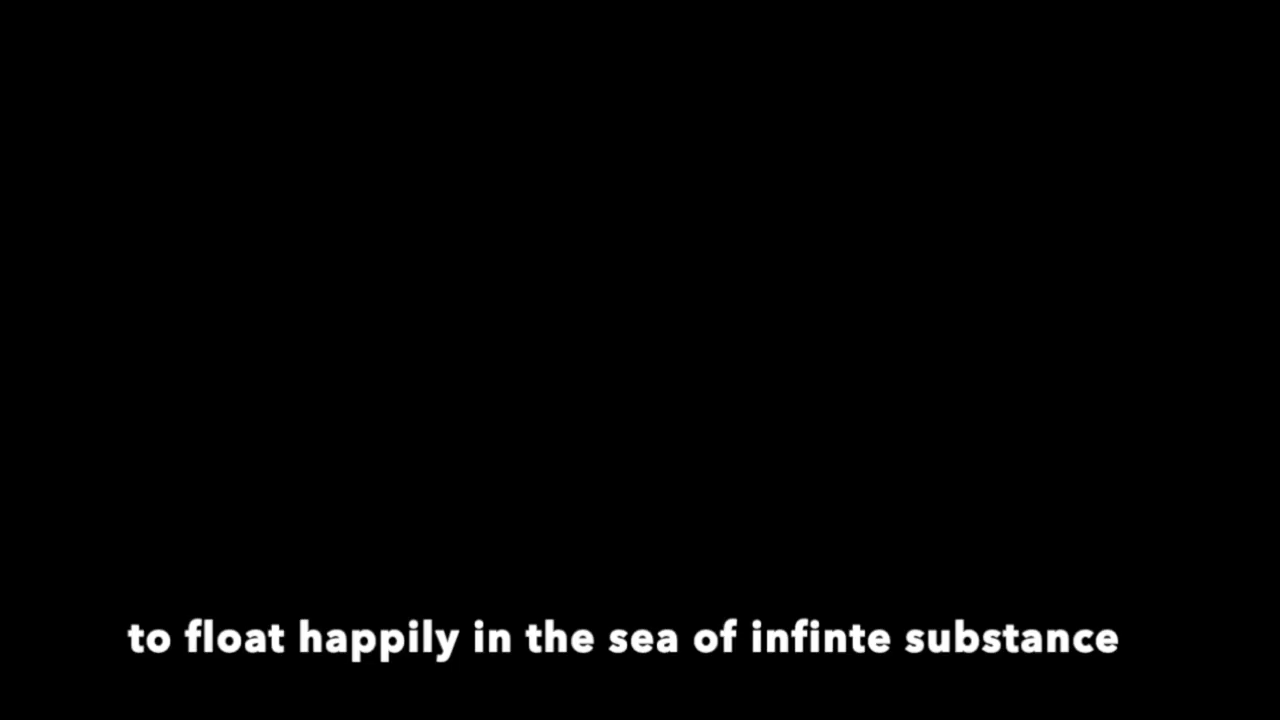 to float happily in the sea of infinte substance